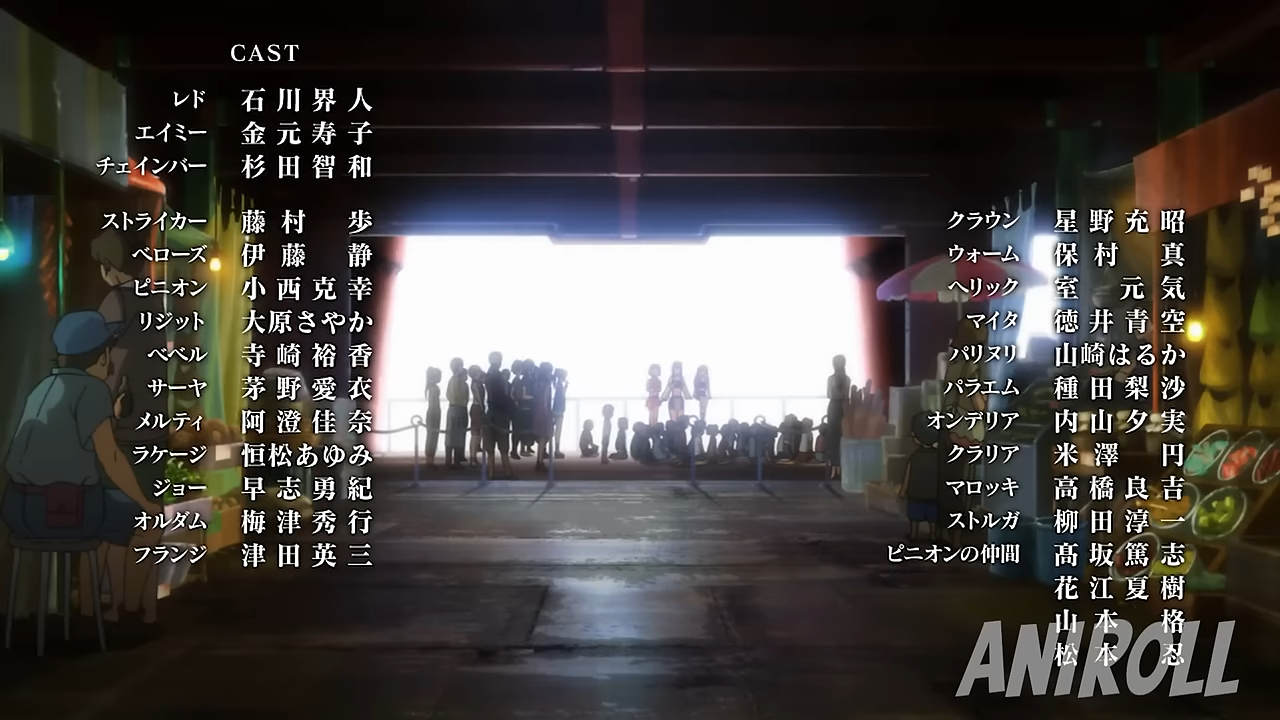 CAST
レド 石川界人
エイミー 金元寿子
チェインバー 杉田智和
ストライカー 藤村 歩
ベローズ 伊藤 静
ピニオン 小西克幸
リジット 大原さやか
ベベル 寺崎裕香
サーヤ 茅野愛衣
メルティ 阿澄佳奈
ラケージ 恒松あゆみ
ジョー 早志勇紀
オルダム 梅津秀行
フランジ 津田英三
クラウン 星野充昭
ウォーム 保村 真
ヘリック 室 元気
マイタ 徳井青空
パリヌリ 山崎はるか
パラエム 種田梨沙
オンデリア 内山夕実
クラリア 米澤 円
マロッキ 高橋良吉
ストルガ 柳田淳一
ピニオンの仲間 髙坂篤志
花江夏樹
山本 格
松本 忍
ANIROLL